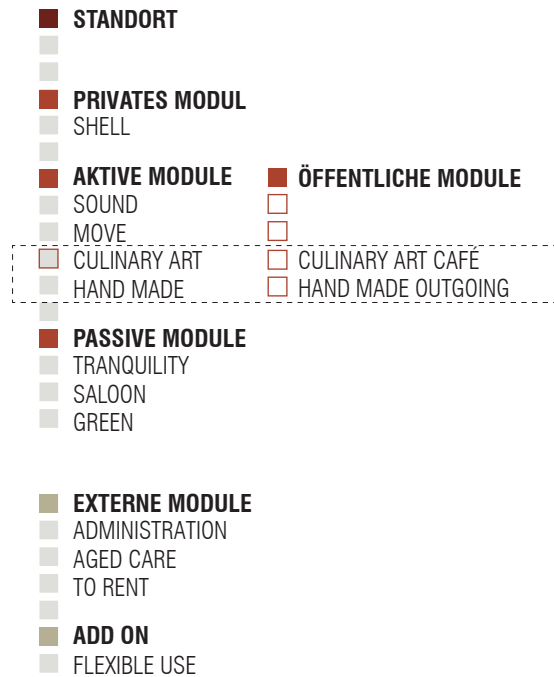 STANDORT
PRIVATES MODUL
SHELL
AKTIVE MODULE
ÖFFENTLICHE MODULE
SOUND
MOVE
CULINARY ART
CULINARY ART CAFÉ
HAND MADE
HAND MADE OUTGOING
PASSIVE MODULE
TRANQUILITY
SALOON
GREEN
EXTERNE MODULE
ADMINISTRATION
AGED CARE
TO RENT
ADD ON
FLEXIBLE USE